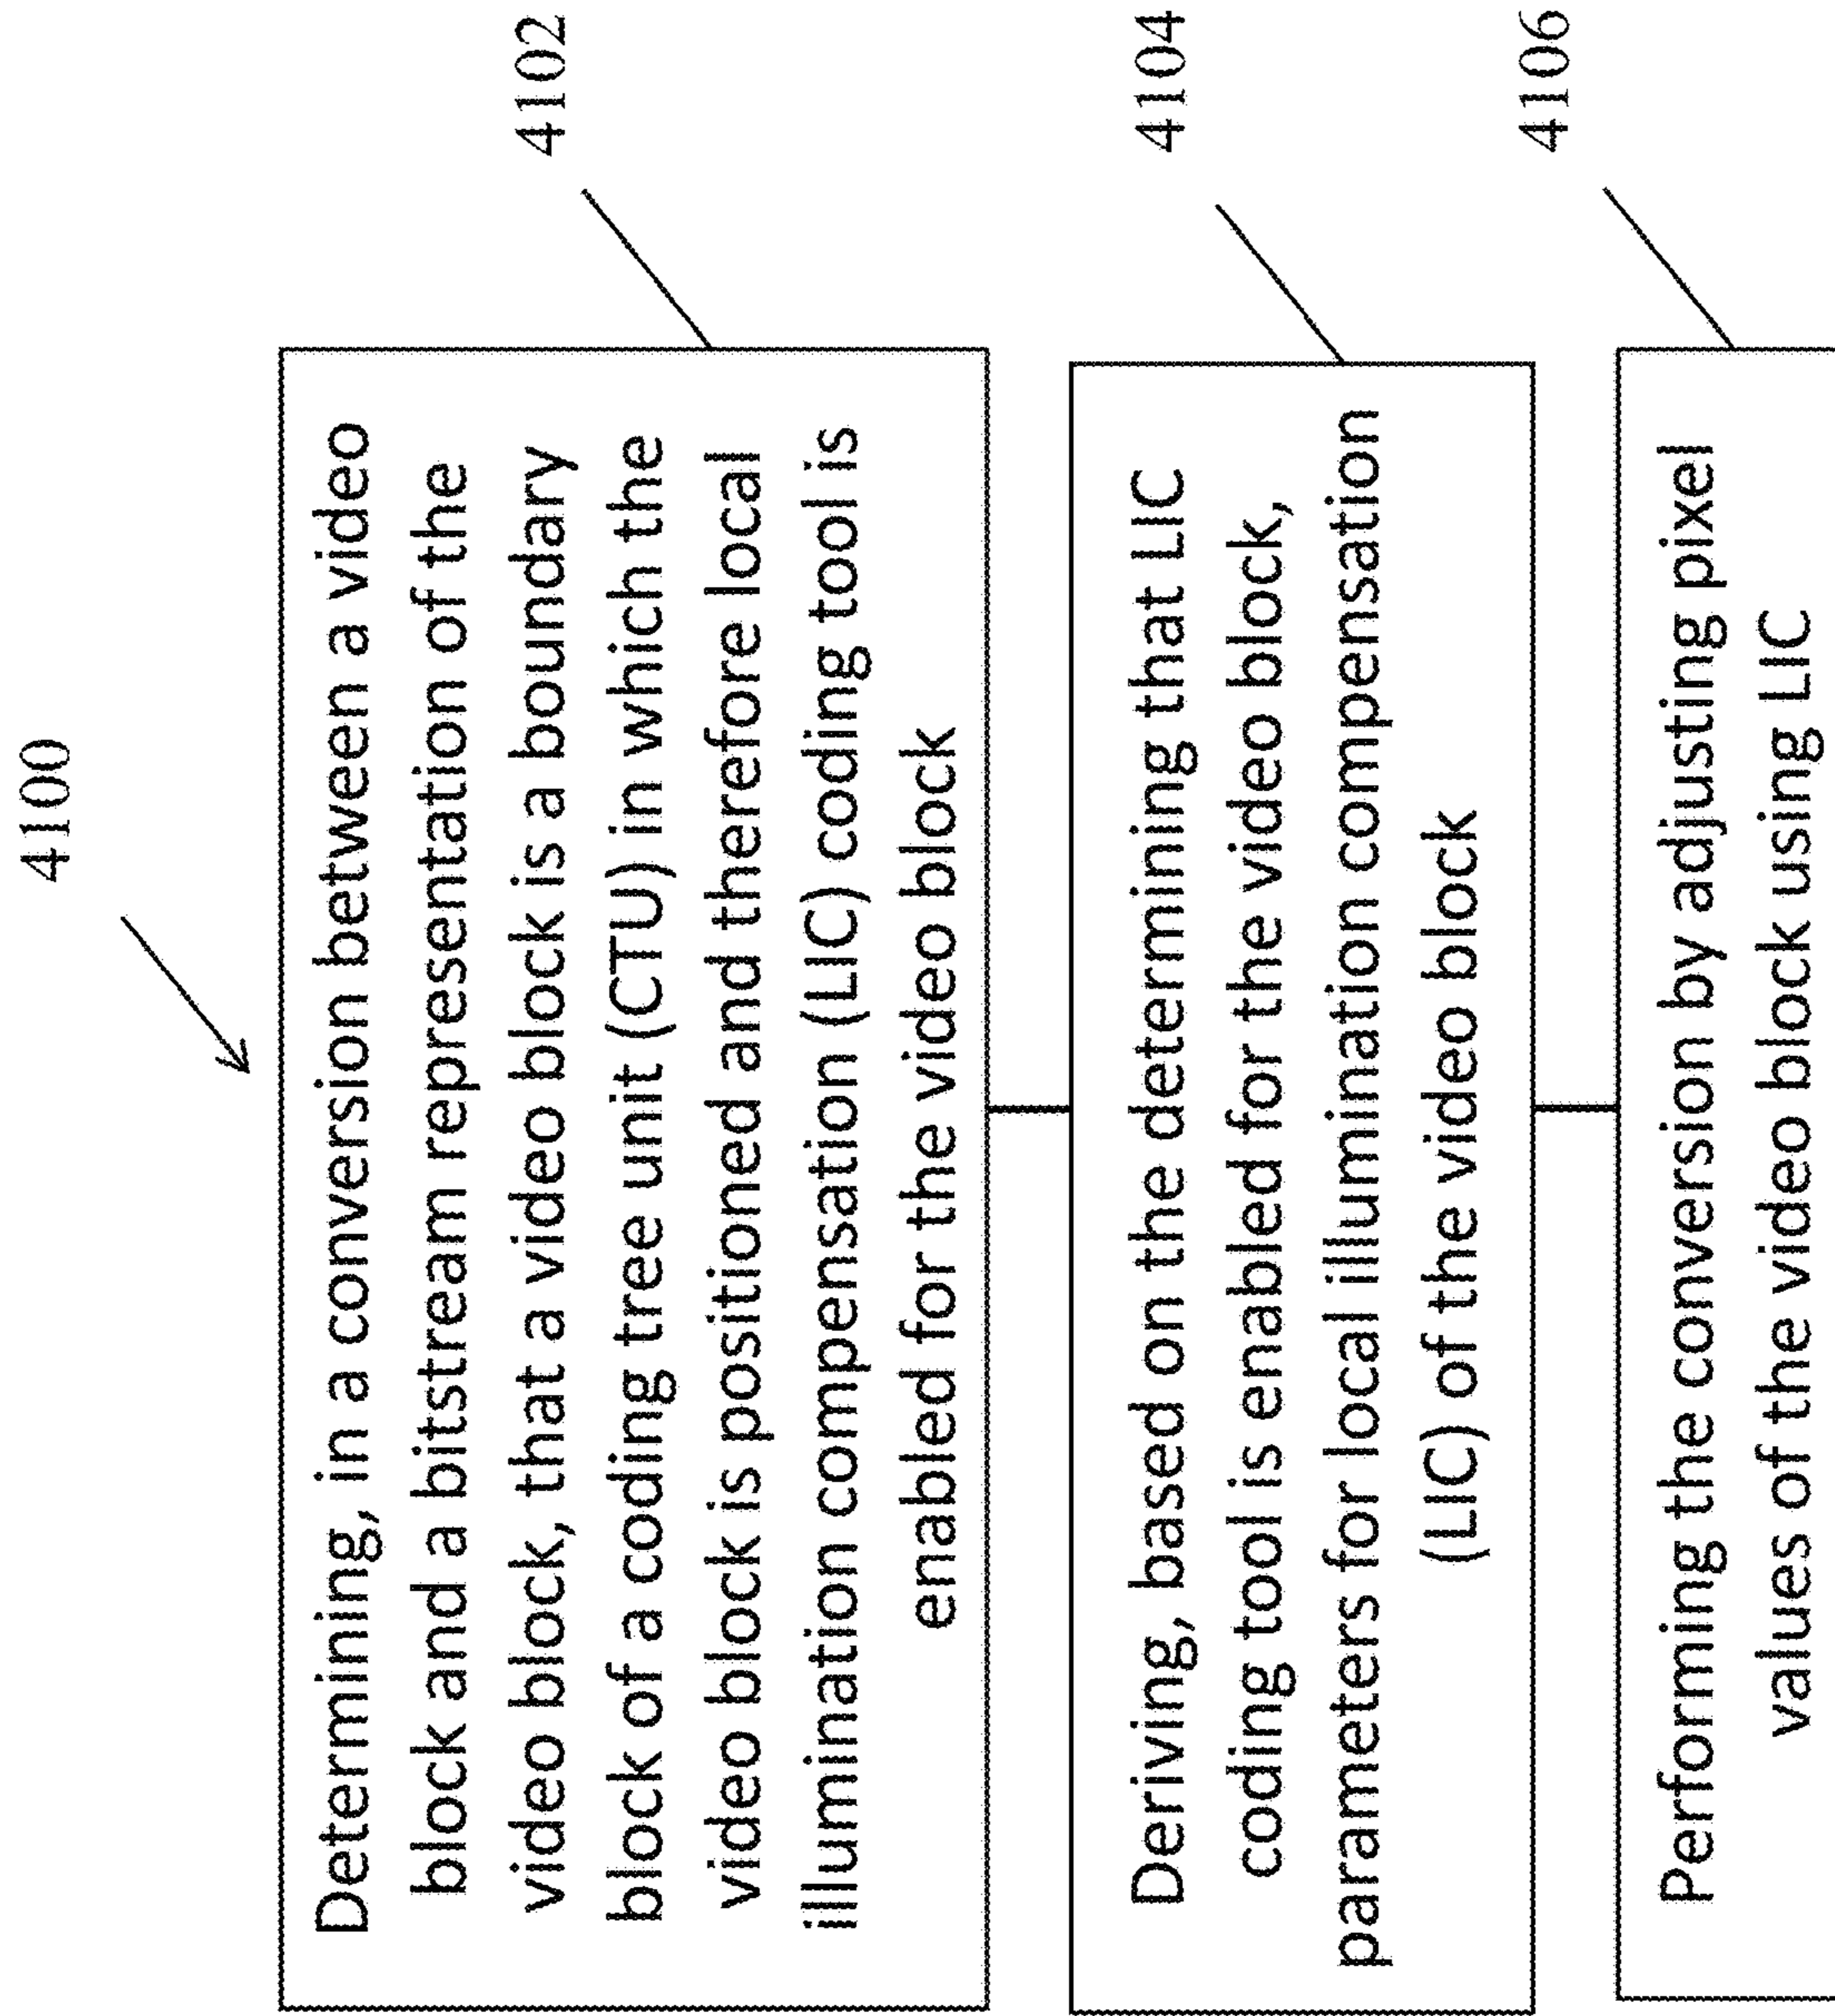 4100
Determining, in a conversion between a video
block and a bitstream representation of the
video block, that a video block is a boundary
block of a coding tree unit (CTU) in which the
video block is positioned and therefore local
illumination compensation (LIC) coding tool is
enabled for the video block
4102
Deriving, based on the determining that LIC
coding tool is enabled for the video block,
parameters for local illumination compensation
(LIC) of the video block
4104
Performing the conversion by adjusting pixel
values of the video block using LIC
4106